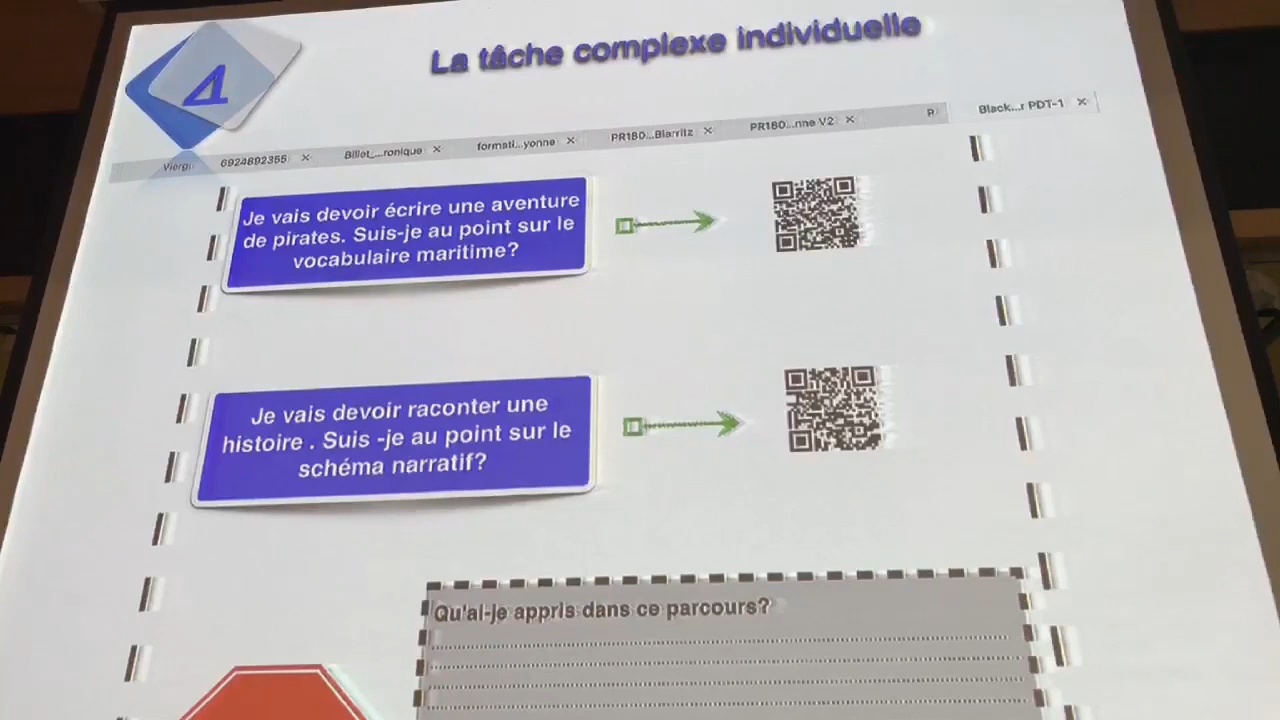 La tâche complexe individuelle
Δ
6924892355 ×
Billet_...ronique ×
formati...yonne ×
PR180...Biarritz ×
PR180...nne V2 ×
Black...r PDT-1 ×
Je vais devoir écrire une aventure
de pirates. Suis-je au point sur le
vocabulaire maritime?
Je vais devoir raconter une
histoire . Suis -je au point sur le
schéma narratif?
Qu'ai-je appris dans ce parcours?